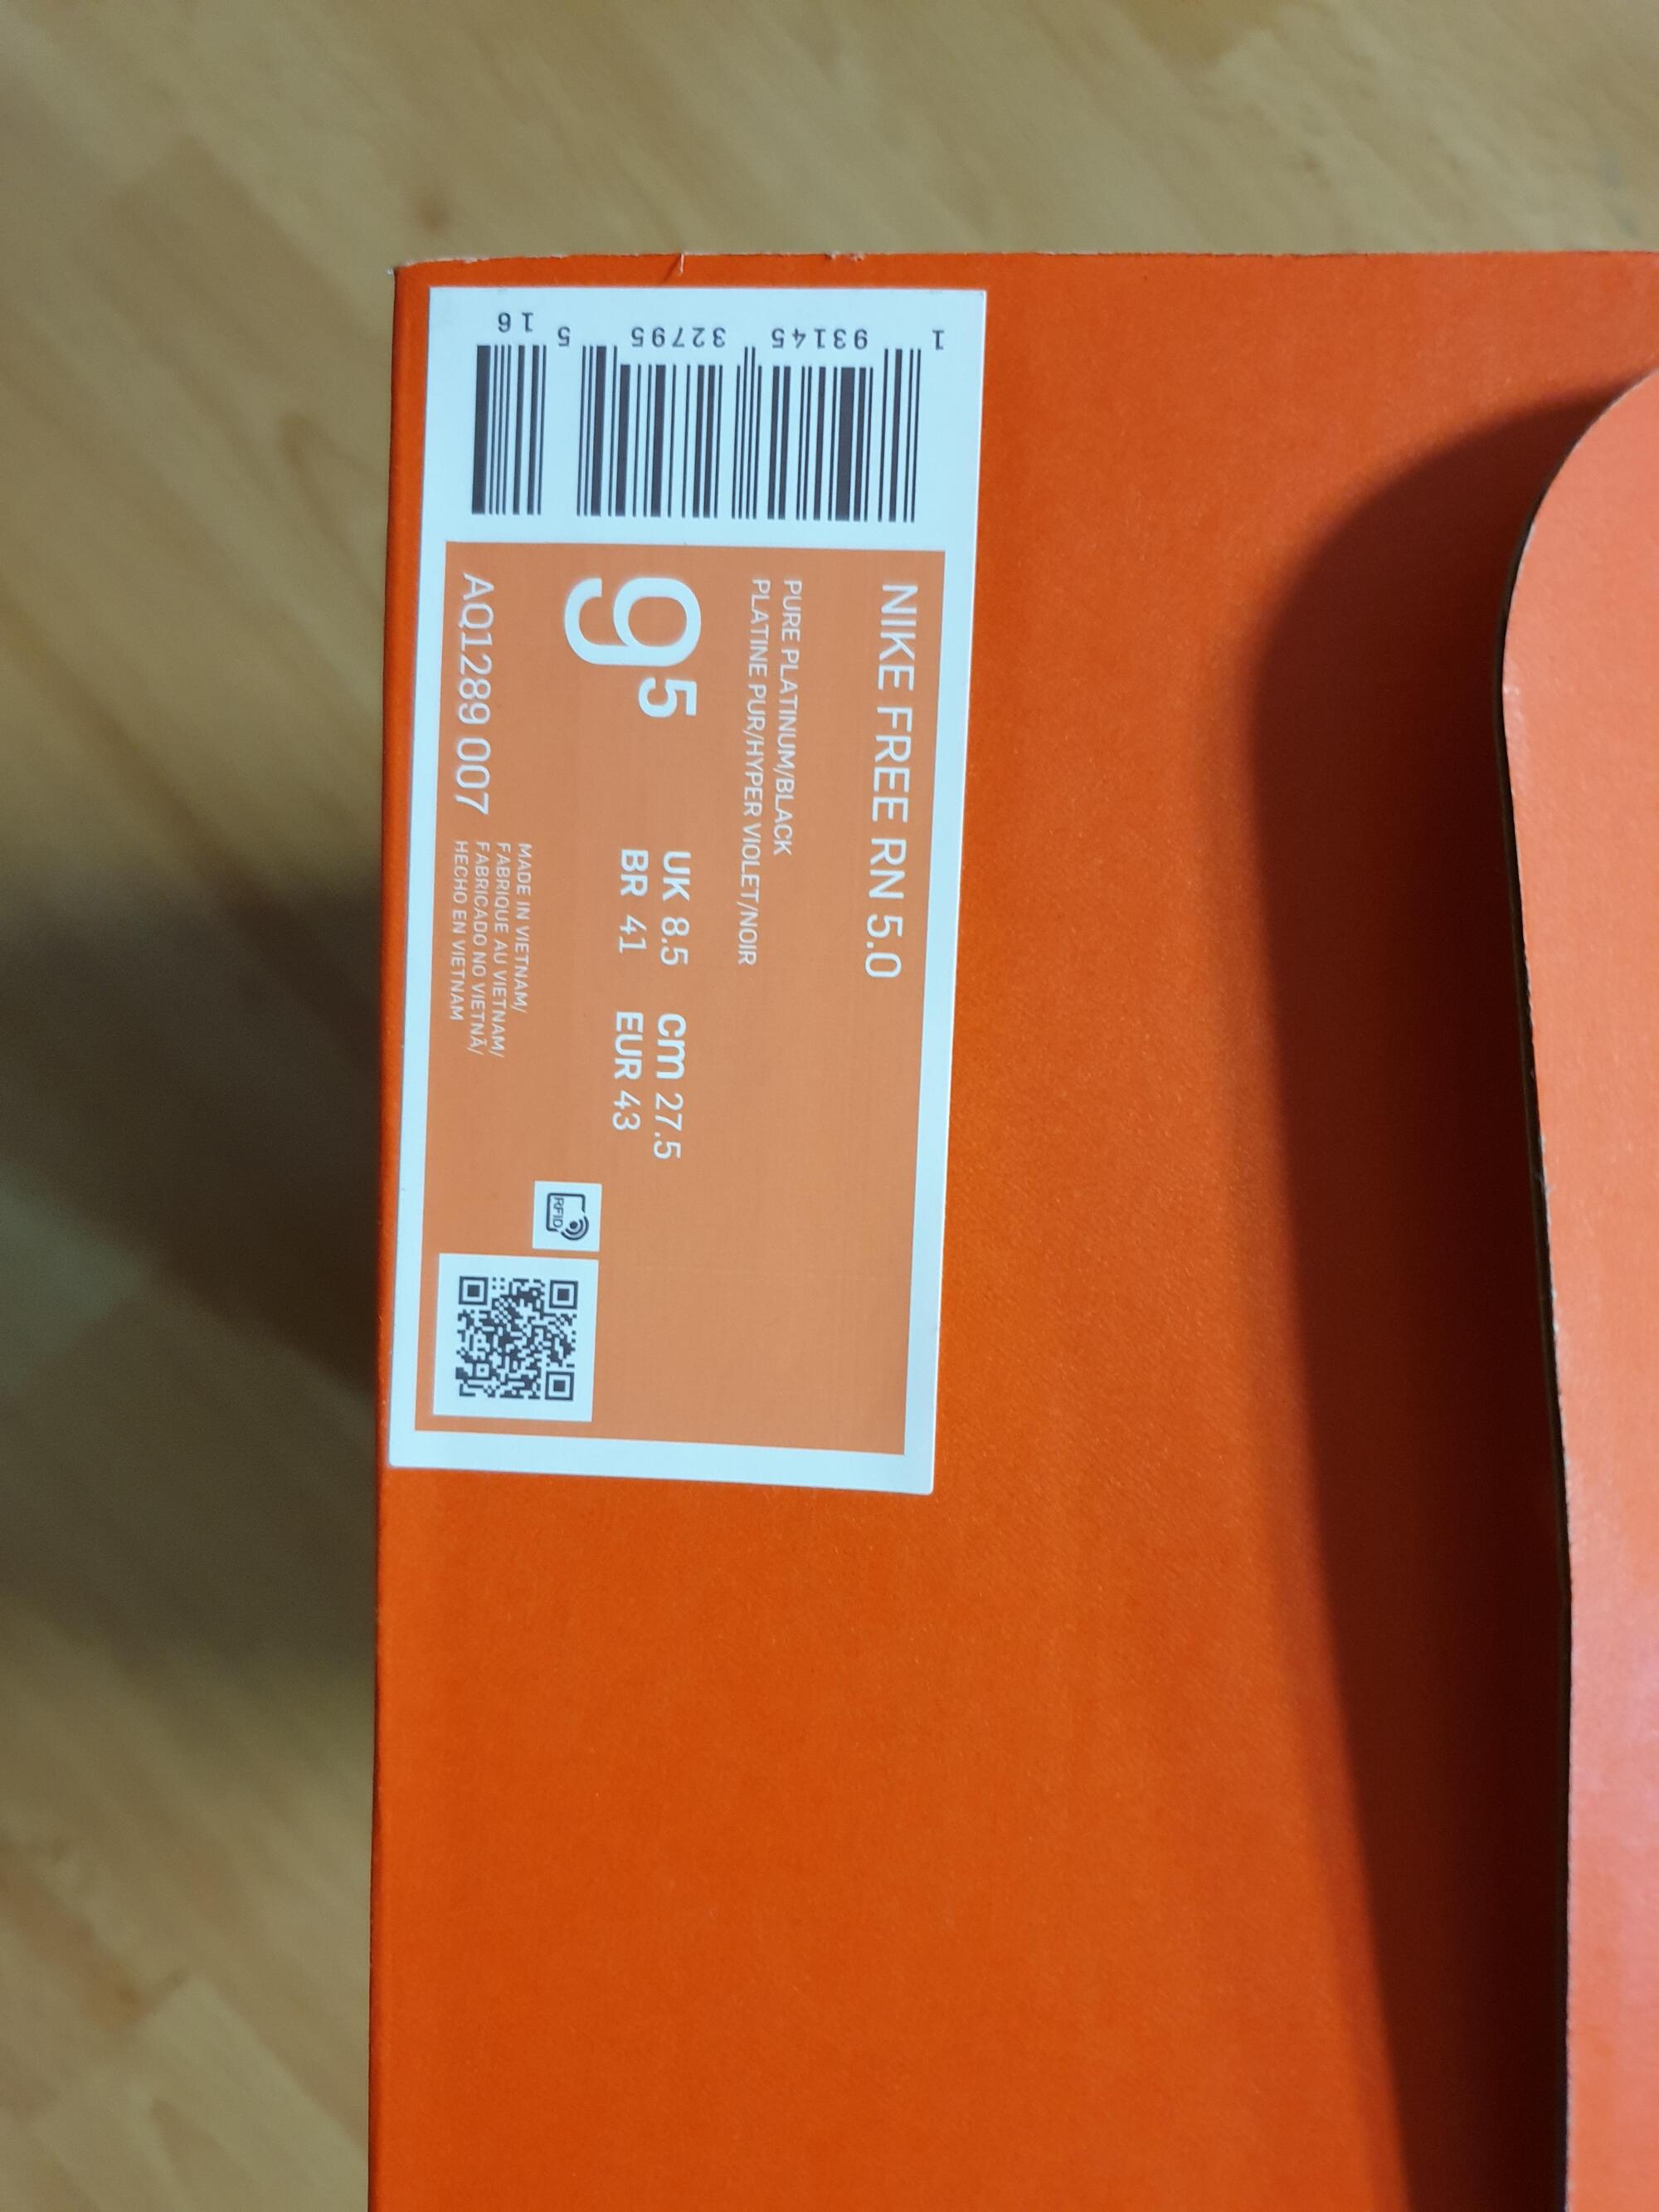 NIKE FREE RN 5.0
PURE PLATINUM/BLACK
PLATINE PUR/HYPER VIOLET/NOIR
9 5
UK 8.5 cm 27.5
BR 41 EUR 43
AQ1289 007
MADE IN VIETNAM/
FABRIQUE AU VIETNAM/
FABRICADO NO VIETNÃ/
HECHO EN VIETNAM
RFID
1 93145 32795 5 16